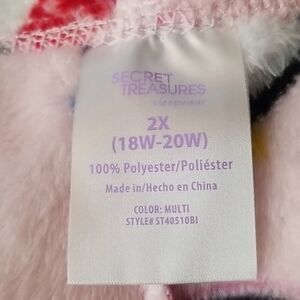 SECRET
TREASURES
sleepwear
2X
(18W-20W)
100% Polyester/Poliéster
Made in/Hecho en China
COLOR: MULTI
STYLE# ST40510BI